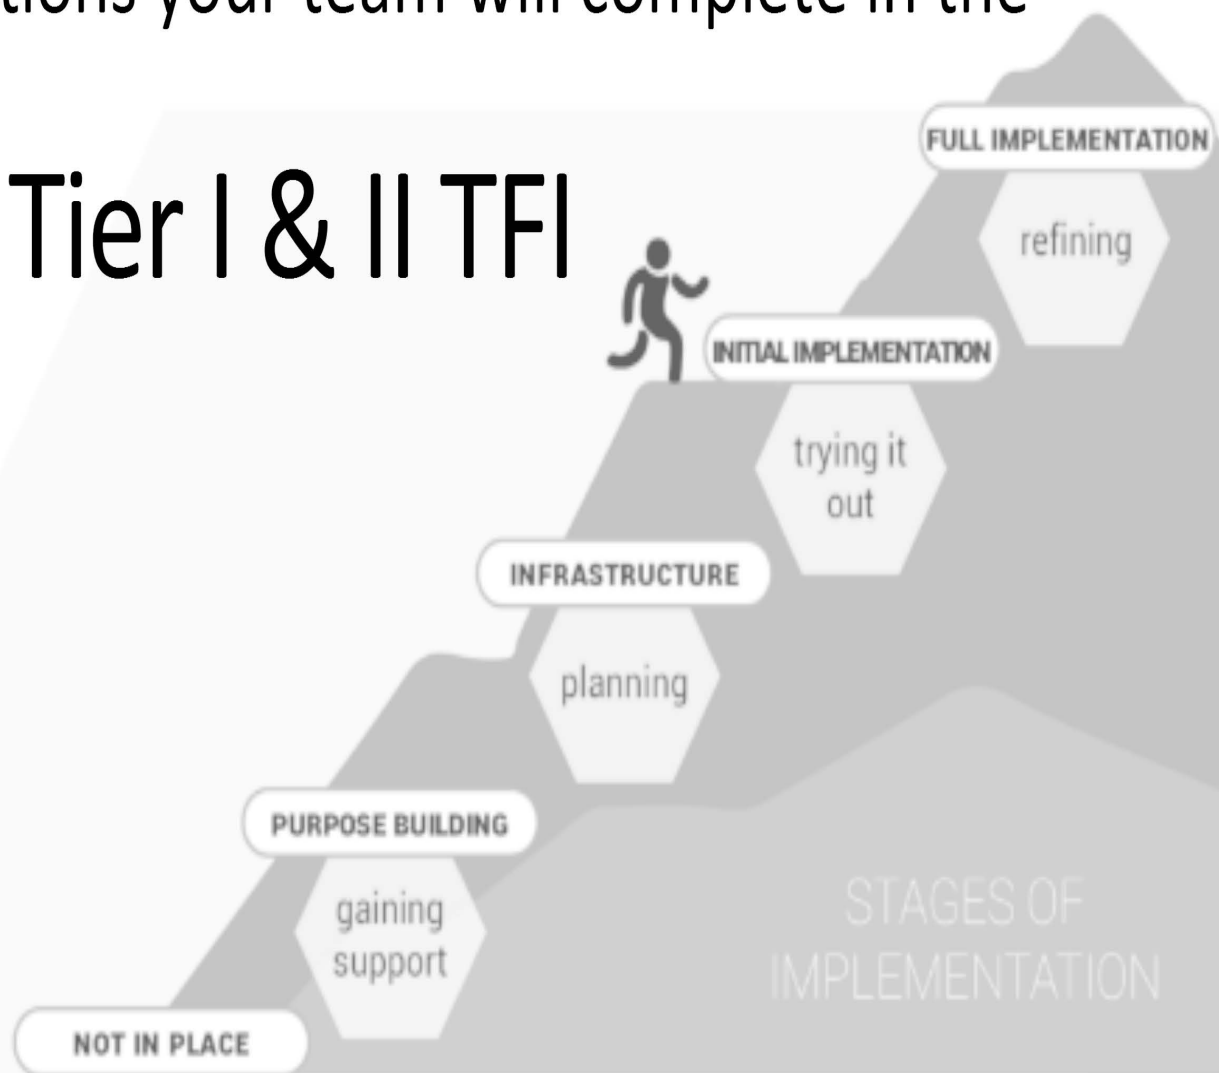 your team will complete in the
Tier I & II TFI
FULL IMPLEMENTATION
refining
INITIAL IMPLEMENTATION
trying it
out
INFRASTRUCTURE
planning
PURPOSE BUILDING
gaining
support
STAGES OF
IMPLEMENTATION
NOT IN PLACE